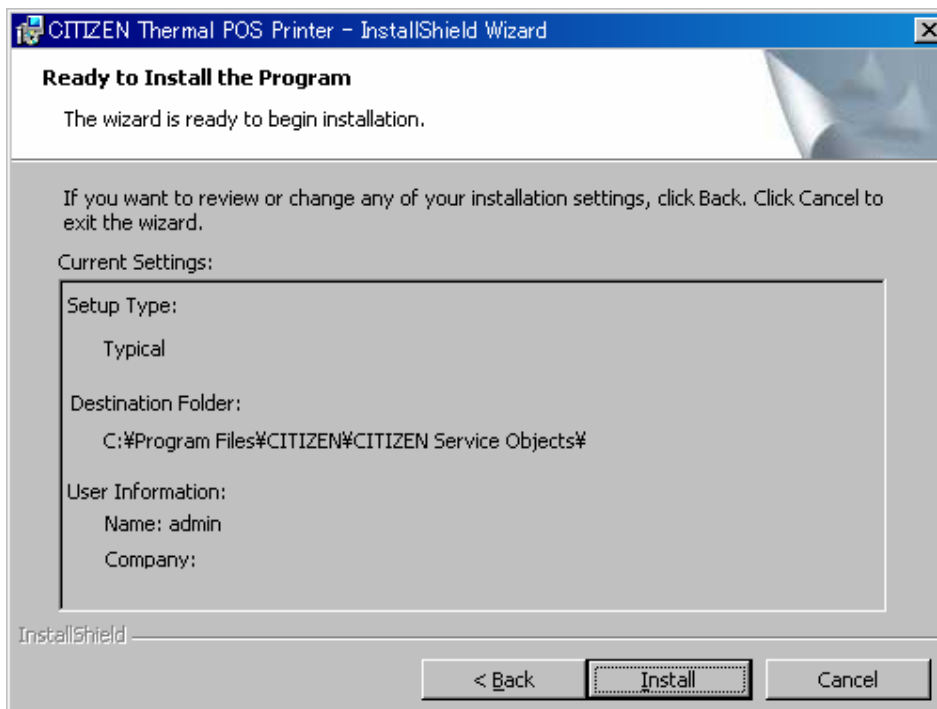 CITIZEN Thermal POS Printer - InstallShield Wizard
Ready to Install the Program
The wizard is ready to begin installation.
If you want to review or change any of your installation settings, click Back. Click Cancel to
exit the wizard.
Current Settings:
Setup Type:
Typical
Destination Folder:
C:¥Program Files¥CITIZEN¥CITIZEN Service Objects¥
User Information:
Name: admin
Company:
InstallShield
< Back
Install
Cancel